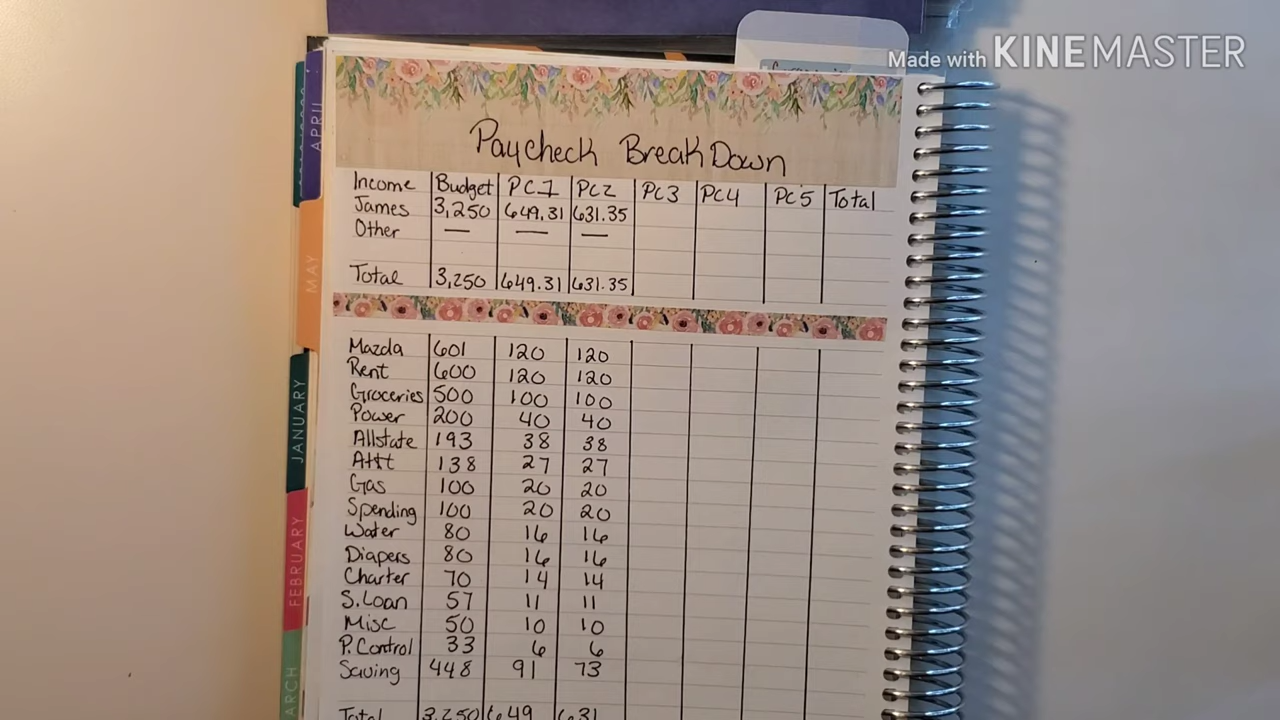 Made with KINEMASTER
APRIL
MAY
JANUARY
FEBRUARY
ARCH
Paycheck BreakDown
Income Budget PC1 PC2 PC3 PC4 PC5 Total
James 3,250 649.31 631.35
Other — — —
Total 3,250 649.31 631.35
Mazda 601 120 120
Rent 600 120 120
Groceries 500 100 100
Power 200 40 40
Allstate 193 38 38
At&t 138 27 27
Gas 100 20 20
Spending 100 20 20
Water 80 16 16
Diapers 80 16 16
Charter 70 14 14
S.Loan 57 11 11
Misc 50 10 10
P.Control 33 6 6
Saving 448 91 73
Total 3,250 649 631